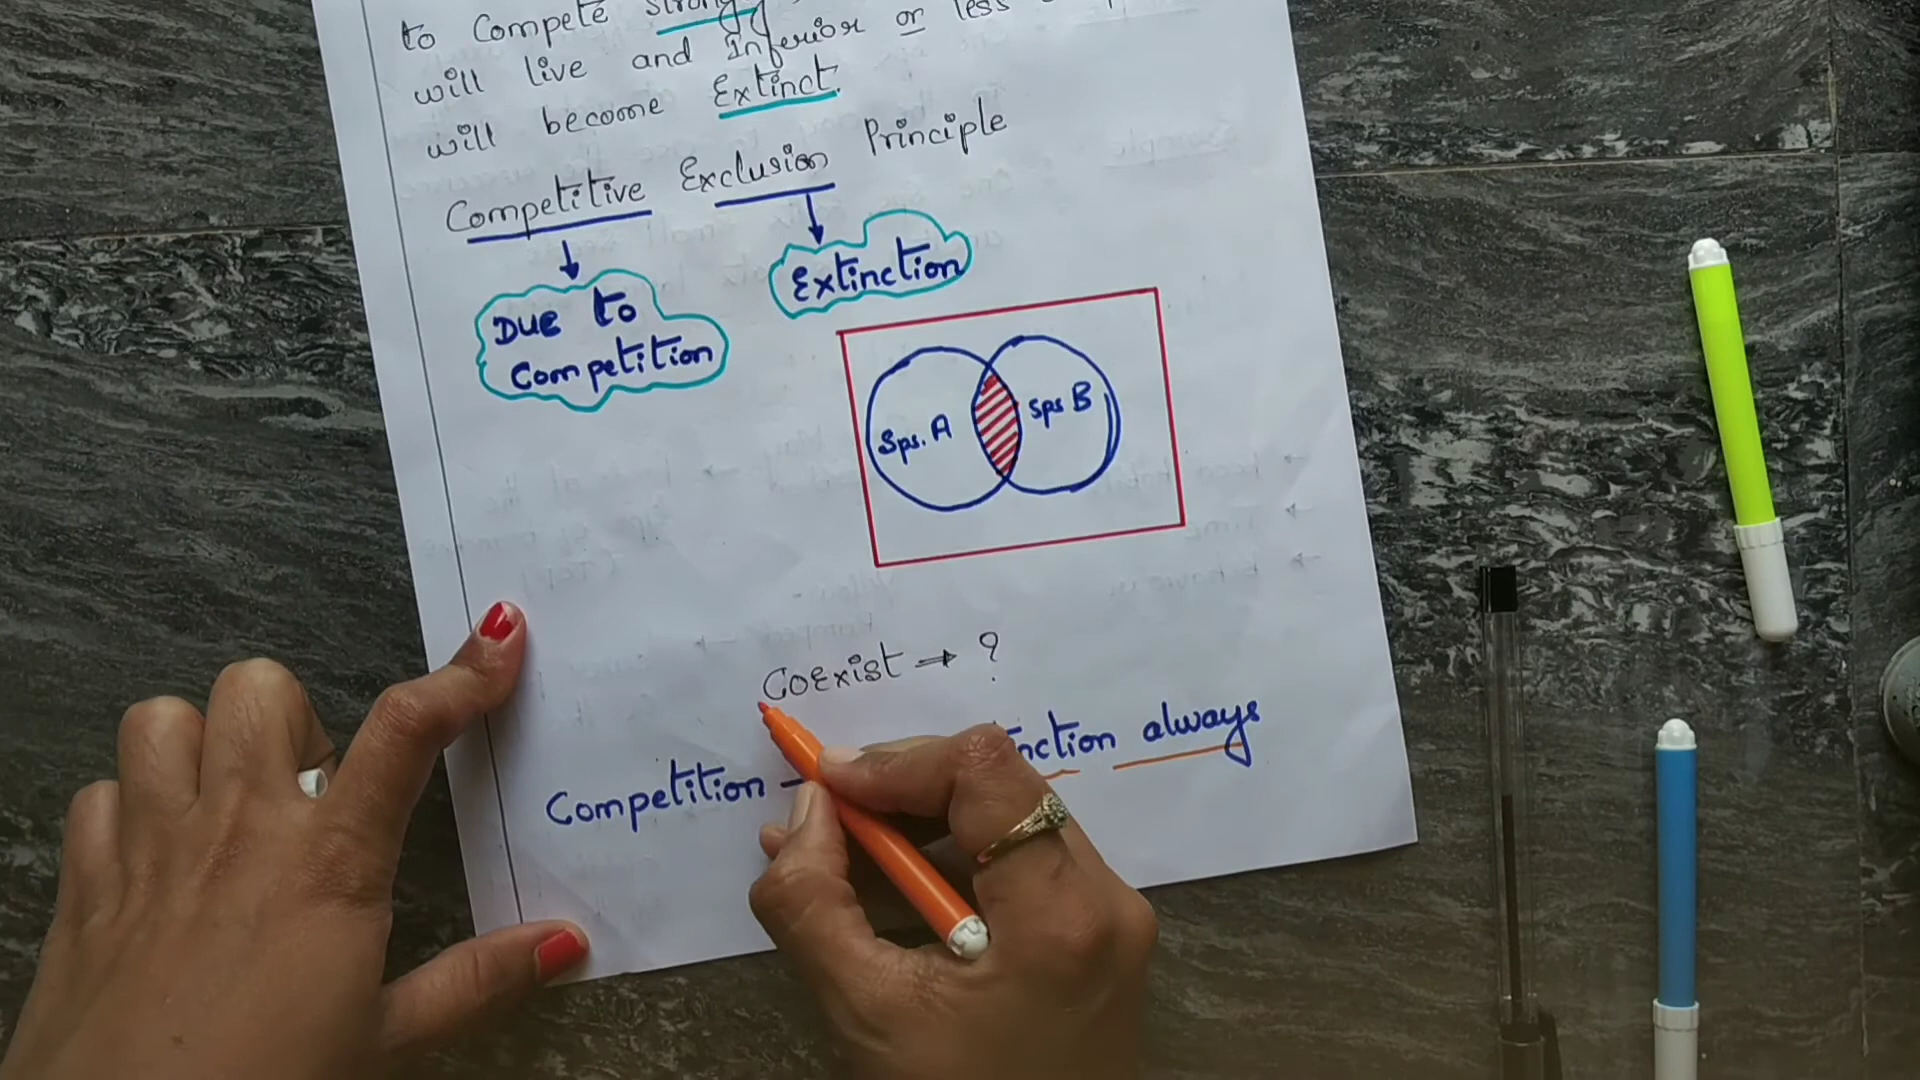 to Compete
will live and Inferior or less
will become Extinct.
Competitive Exclusion Principle
Due to
Competition
Extinction
Sps. A
Sps B
Coexist → ?
Competition always